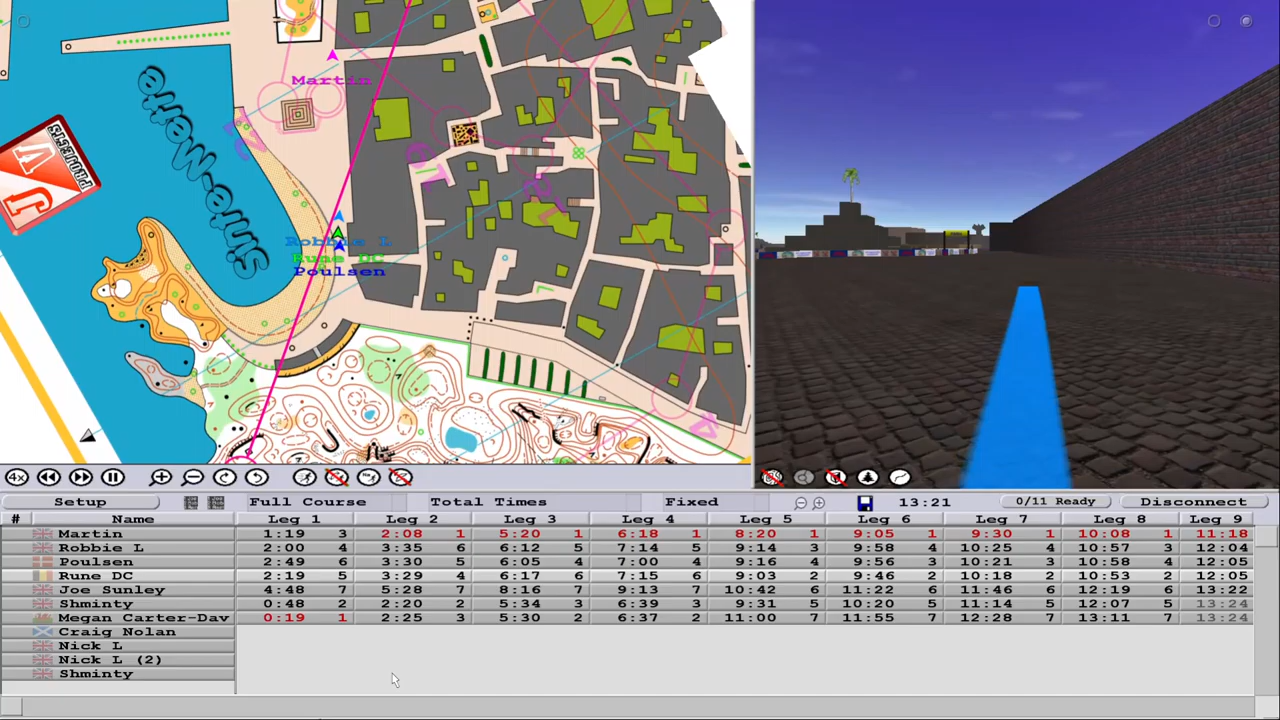 Sinte-Mette
PROJECTS
Martin
Robbie L
Rune DC
Poulsen
4x
Setup
Full Course
Total Times
Fixed
13:21
0/11 Ready
Disconnect
# Name Leg 1 Leg 2 Leg 3 Leg 4 Leg 5 Leg 6 Leg 7 Leg 8 Leg 9
Martin 1:19 3 2:08 1 5:20 1 6:18 1 8:20 1 9:05 1 9:30 1 10:08 1 11:18
Robbie L 2:00 4 3:35 6 6:12 5 7:14 5 9:14 3 9:58 4 10:25 4 10:57 3 12:04
Poulsen 2:49 6 3:30 5 6:05 4 7:00 4 9:16 4 9:56 3 10:21 3 10:58 4 12:05
Rune DC 2:19 5 3:29 4 6:17 6 7:15 6 9:03 2 9:46 2 10:18 2 10:53 2 12:05
Joe Sunley 4:48 7 5:28 7 8:16 7 9:13 7 10:42 6 11:22 6 11:46 6 12:19 6 13:22
Shminty 0:48 2 2:20 2 5:34 3 6:39 3 9:31 5 10:20 5 11:14 5 12:07 5 13:24
Megan Carter-Dav 0:19 1 2:25 3 5:30 2 6:37 2 11:00 7 11:55 7 12:28 7 13:11 7 13:24
Craig Nolan
Nick L
Nick L (2)
Shminty